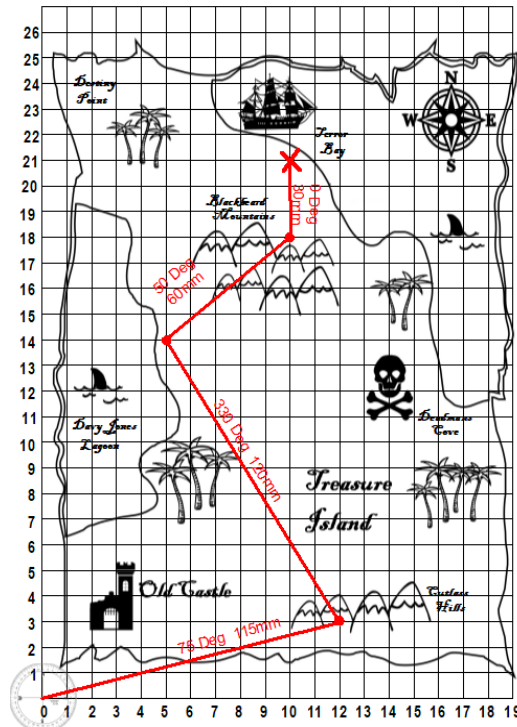 26
25
24
23
22
21
20
19
18
17
16
15
14
13
12
11
10
9
8
7
6
5
4
3
2
1
0 1 2 3 4 5 6 7 8 9 10 11 12 13 14 15 16 17 18 19
Destiny
Point
N
W E
S
Terror
Bay
0 Deg
30mm
Blackbeard
Mountains
50 Deg
60mm
Davy Jones
Lagoon
Deadmans
Cove
330 Deg 120mm
Treasure
Island
Old Castle
Cutlass
Hills
75 Deg 115mm